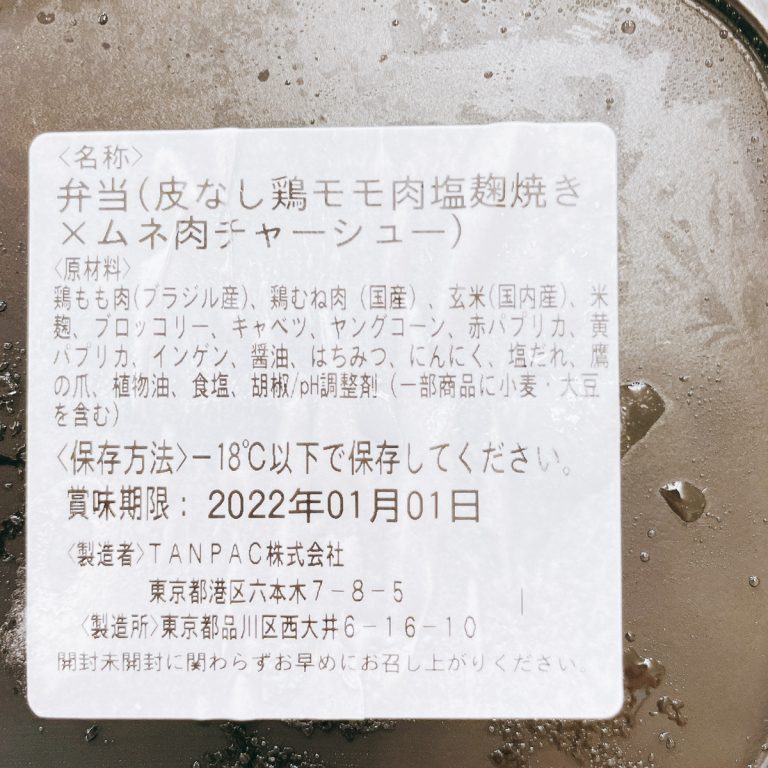 〈名称〉
弁当(皮なし鶏モモ肉塩麹焼き
×ムネ肉チャーシュー)
〈原材料〉
鶏もも肉(ブラジル産)、鶏むね肉（国産）、玄米(国内産)、米
麹、ブロッコリー、キャベツ、ヤングコーン、赤パプリカ、黄
パプリカ、インゲン、醤油、はちみつ、にんにく、塩だれ、鷹
の爪、植物油、食塩、胡椒/pH調整剤（一部商品に小麦・大豆
を含む）
〈保存方法〉－18℃以下で保存してください。
賞味期限：2022年01月01日
〈製造者〉ＴＡＮＰＡＣ株式会社
東京都港区六本木７－８－５
〈製造所〉東京都品川区西大井６－１６－１０
開封未開封に関わらずお早めにお召し上がりください。